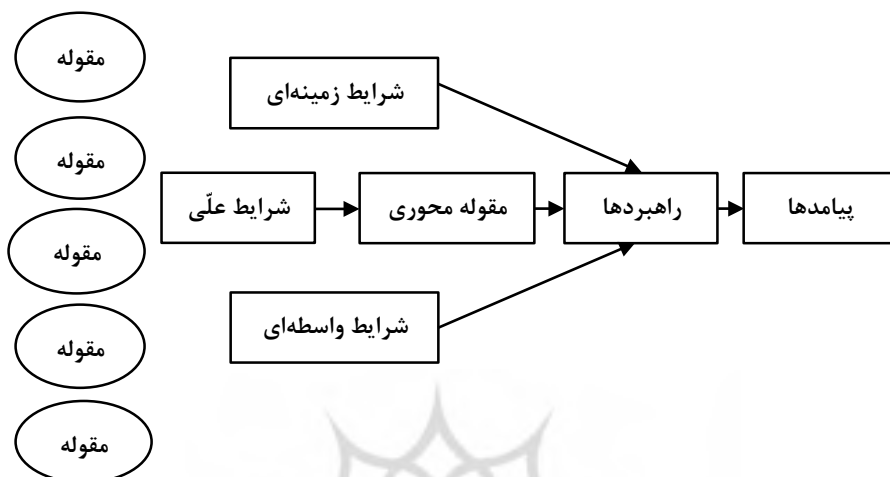 مقوله
مقوله
مقوله
مقوله
مقوله
شرایط زمینه‌ای
شرایط علّی
مقوله محوری
راهبردها
پیامدها
شرایط واسطه‌ای